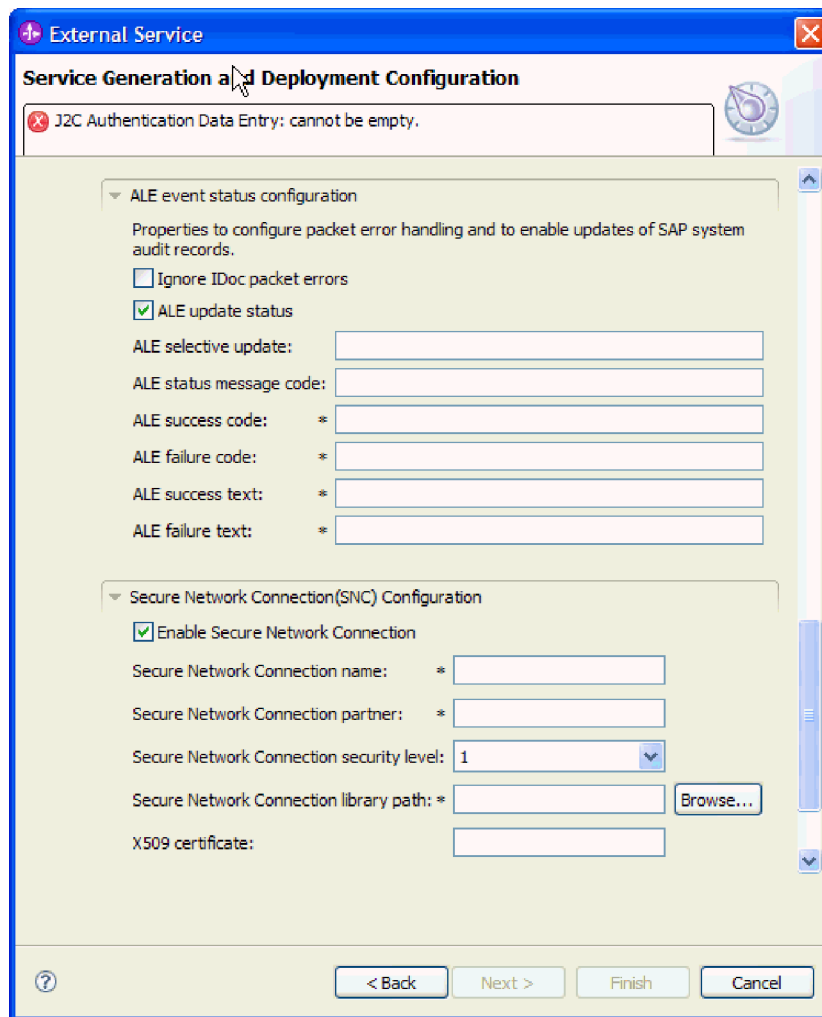 External Service
Service Generation and Deployment Configuration
J2C Authentication Data Entry: cannot be empty.
ALE event status configuration
Properties to configure packet error handling and to enable updates of SAP system
audit records.
Ignore IDoc packet errors
ALE update status
ALE selective update:
ALE status message code:
ALE success code: *
ALE failure code: *
ALE success text: *
ALE failure text: *
Secure Network Connection(SNC) Configuration
Enable Secure Network Connection
Secure Network Connection name: *
Secure Network Connection partner: *
Secure Network Connection security level: 1
Secure Network Connection library path: * Browse...
X509 certificate:
? < Back Next > Finish Cancel